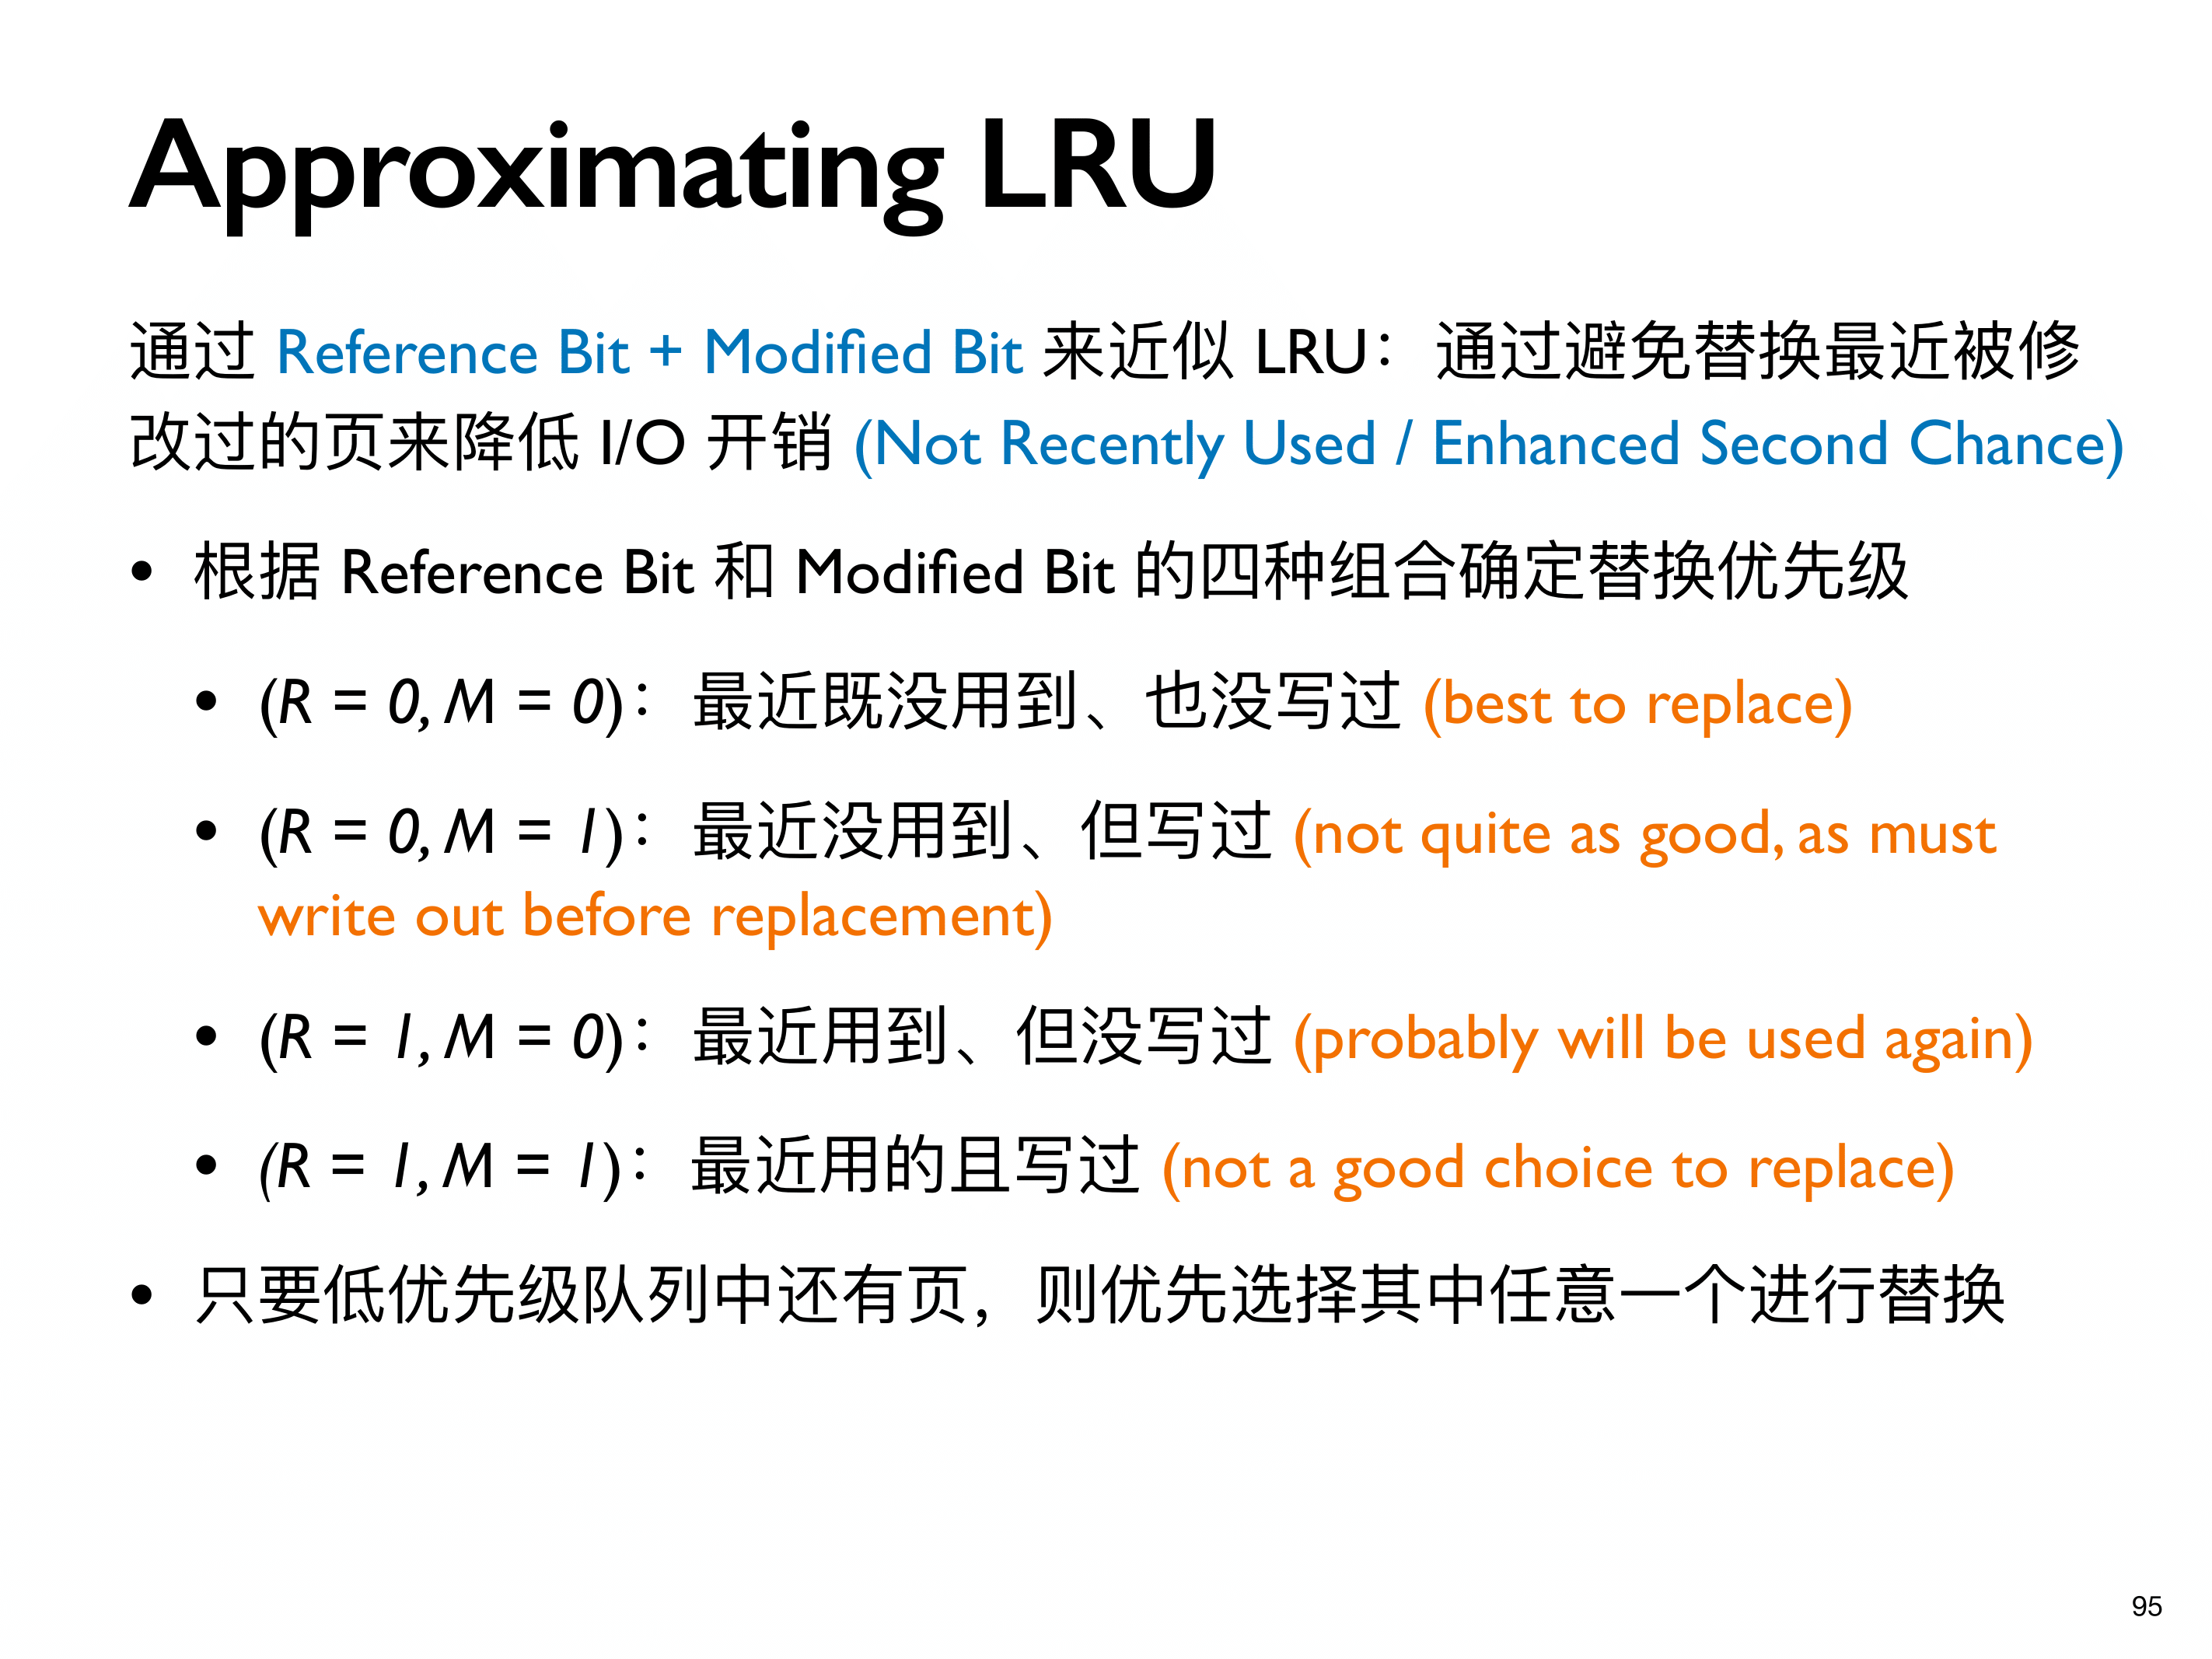 Approximating LRU
通过 Reference Bit + Modified Bit 来近似 LRU：通过避免替换最近被修
改过的页来降低 I/O 开销 (Not Recently Used / Enhanced Second Chance)
• 根据 Reference Bit 和 Modified Bit 的四种组合确定替换优先级
• (R = 0, M = 0)：最近既没用到、也没写过 (best to replace)
• (R = 0, M = 1)：最近没用到、但写过 (not quite as good, as must
write out before replacement)
• (R = 1, M = 0)：最近用到、但没写过 (probably will be used again)
• (R = 1, M = 1)：最近用的且写过 (not a good choice to replace)
• 只要低优先级队列中还有页，则优先选择其中任意一个进行替换
95